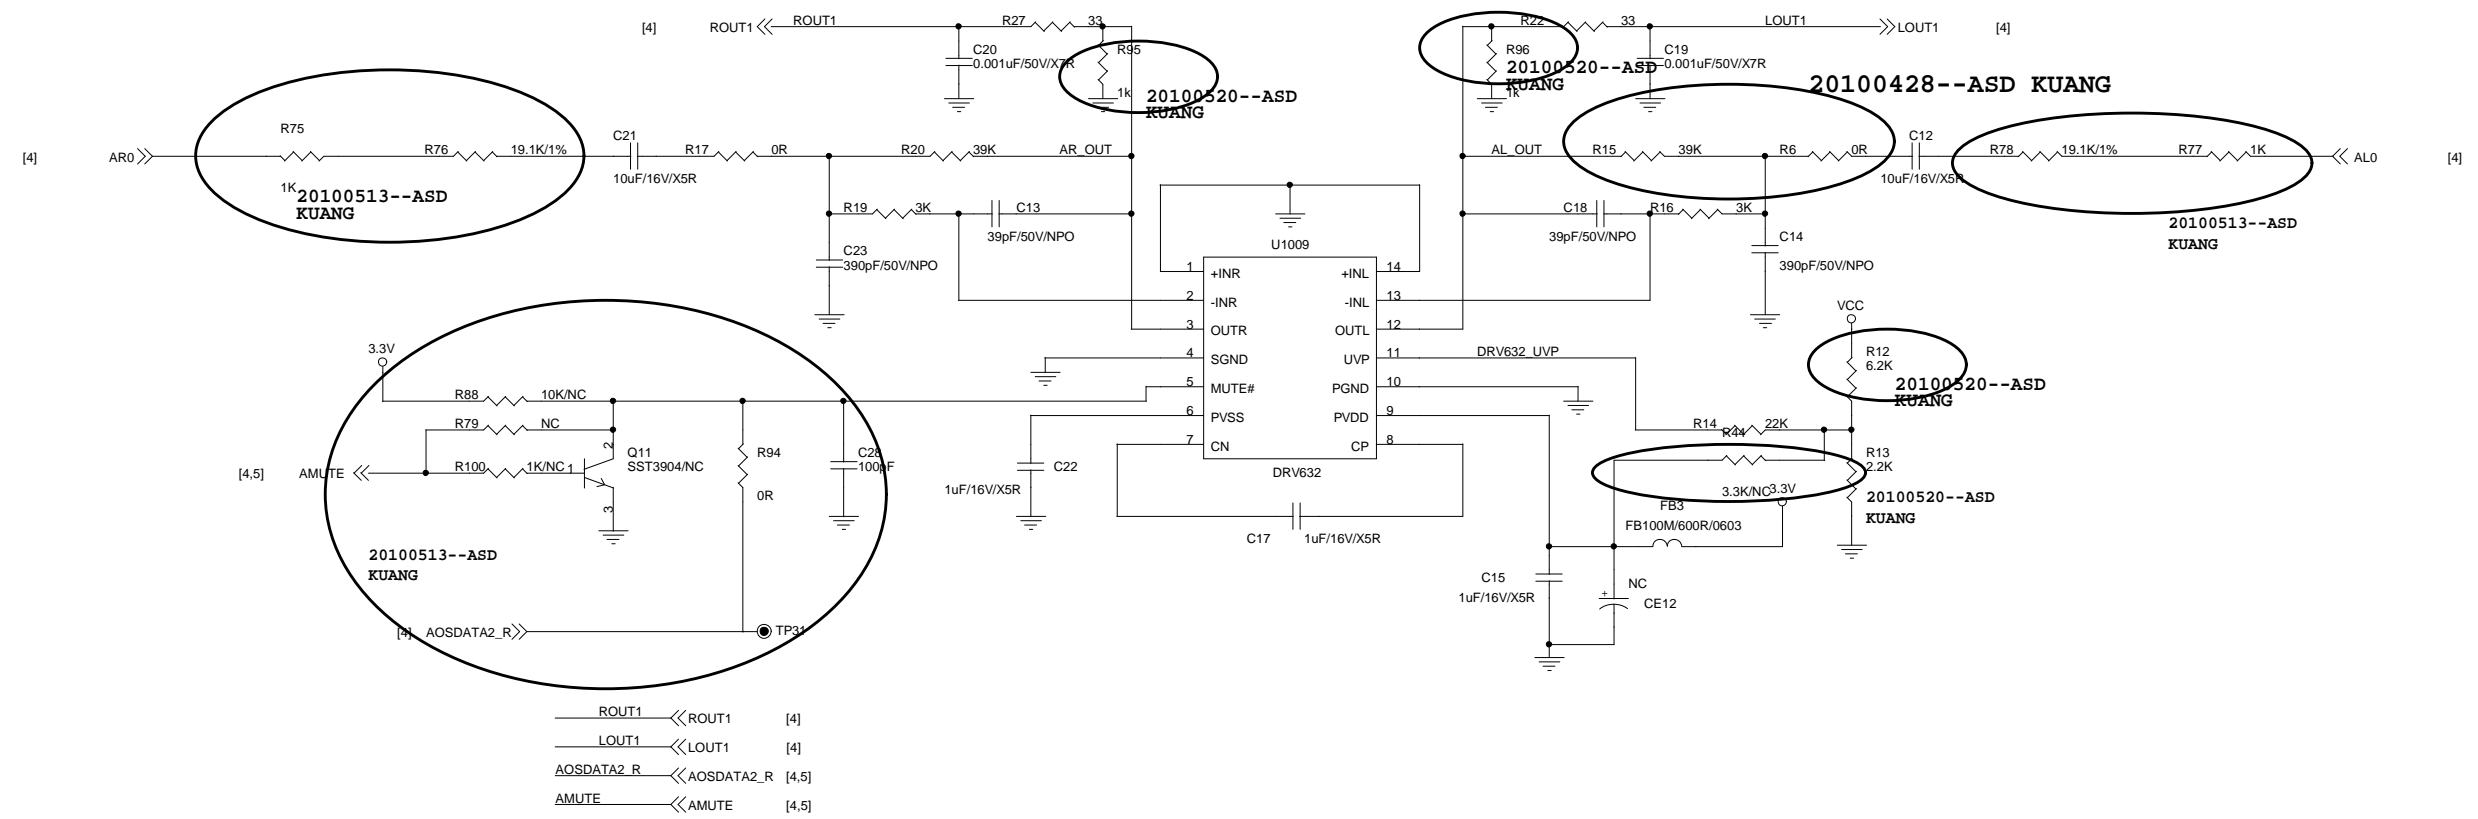 [4]
ROUT1
ROUT1
R27
33
R22
33
LOUT1
LOUT1
[4]
C20
0.001uF/50V/X7R
R95
1k
20100520--ASD
KUANG
R96
1k
20100520--ASD
KUANG
C19
0.001uF/50V/X7R
20100428--ASD KUANG
[4]
AR0
R75
1K
R76
19.1K/1%
20100513--ASD
KUANG
C21
10uF/16V/X5R
R17
0R
R20
39K
AR_OUT
AL_OUT
R15
39K
R6
0R
C12
10uF/16V/X5R
R78
19.1K/1%
R77
1K
AL0
[4]
20100513--ASD
KUANG
R19
3K
C13
39pF/50V/NPO
C18
39pF/50V/NPO
R16
3K
C23
390pF/50V/NPO
C14
390pF/50V/NPO
U1009
1
+INR
+INL
14
2
-INR
-INL
13
3
OUTR
OUTL
12
4
SGND
UVP
11
5
MUTE#
PGND
10
6
PVSS
PVDD
9
7
CN
CP
8
DRV632
DRV632_UVP
VCC
R12
6.2K
20100520--ASD
KUANG
R14
22K
R44
3.3K/NC
R13
2.2K
20100520--ASD
KUANG
3.3V
FB3
FB100M/600R/0603
3.3V
R88
10K/NC
R79
NC
[4,5]
AMUTE
R100
1K/NC
1
2
3
Q11
SST3904/NC
R94
0R
C28
100pF
20100513--ASD
KUANG
[4]
AOSDATA2_R
TP31
C22
1uF/16V/X5R
C17
1uF/16V/X5R
C15
1uF/16V/X5R
NC
+
CE12
ROUT1
ROUT1
[4]
LOUT1
LOUT1
[4]
AOSDATA2_R
AOSDATA2_R
[4,5]
AMUTE
AMUTE
[4,5]